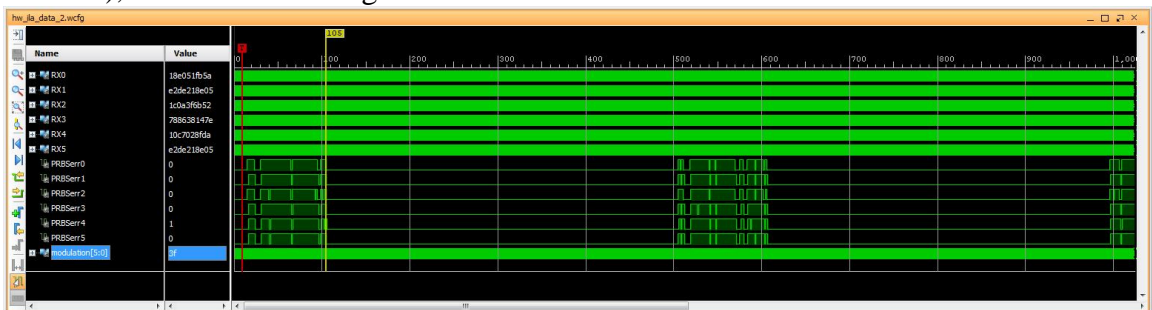 hw_ila_data_2.wcfg
105
Name Value
0 100 200 300 400 500 600 700 800 900 1,00
RX0 18e051fb5a
RX1 e2de218e05
RX2 1c0a3f6b52
RX3 788638147e
RX4 10c7028fda
RX5 e2de218e05
PRBSerr0 0
PRBSerr1 0
PRBSerr2 0
PRBSerr3 0
PRBSerr4 1
PRBSerr5 0
modulation[5:0] 3f